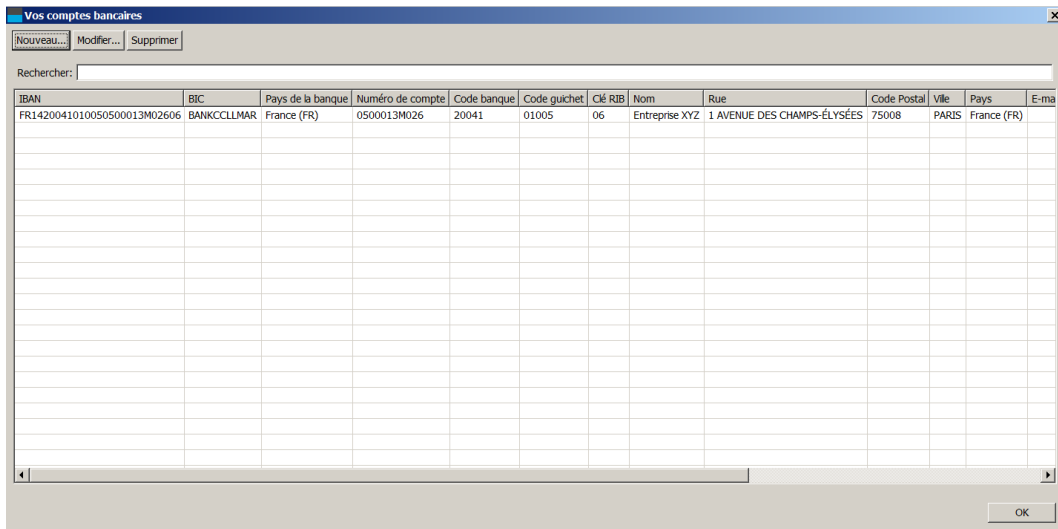 Vos comptes bancaires
Nouveau... Modifier... Supprimer
Rechercher:
IBAN BIC Pays de la banque Numéro de compte Code banque Code guichet Clé RIB Nom Rue Code Postal Ville Pays E-ma
FR1420041010050500013M02606 BANKCCLLMAR France (FR) 0500013M026 20041 01005 06 Entreprise XYZ 1 AVENUE DES CHAMPS-ÉLYSÉES 75008 PARIS France (FR)
OK